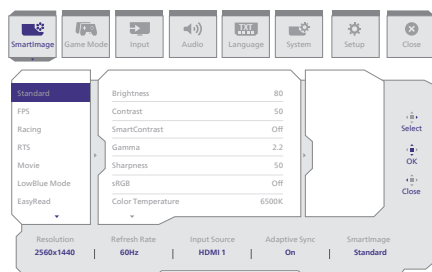 SmartImage
Game Mode
Input
Audio
TXT
Language
System
Setup
Close
Standard
FPS
Racing
RTS
Movie
LowBlue Mode
EasyRead
Brightness 80
Contrast 50
SmartContrast Off
Gamma 2.2
Sharpness 50
sRGB Off
Color Temperature 6500K
Select
OK
Close
Resolution Refresh Rate Input Source Adaptive Sync SmartImage
2560x1440 | 60Hz | HDMI 1 | On | Standard